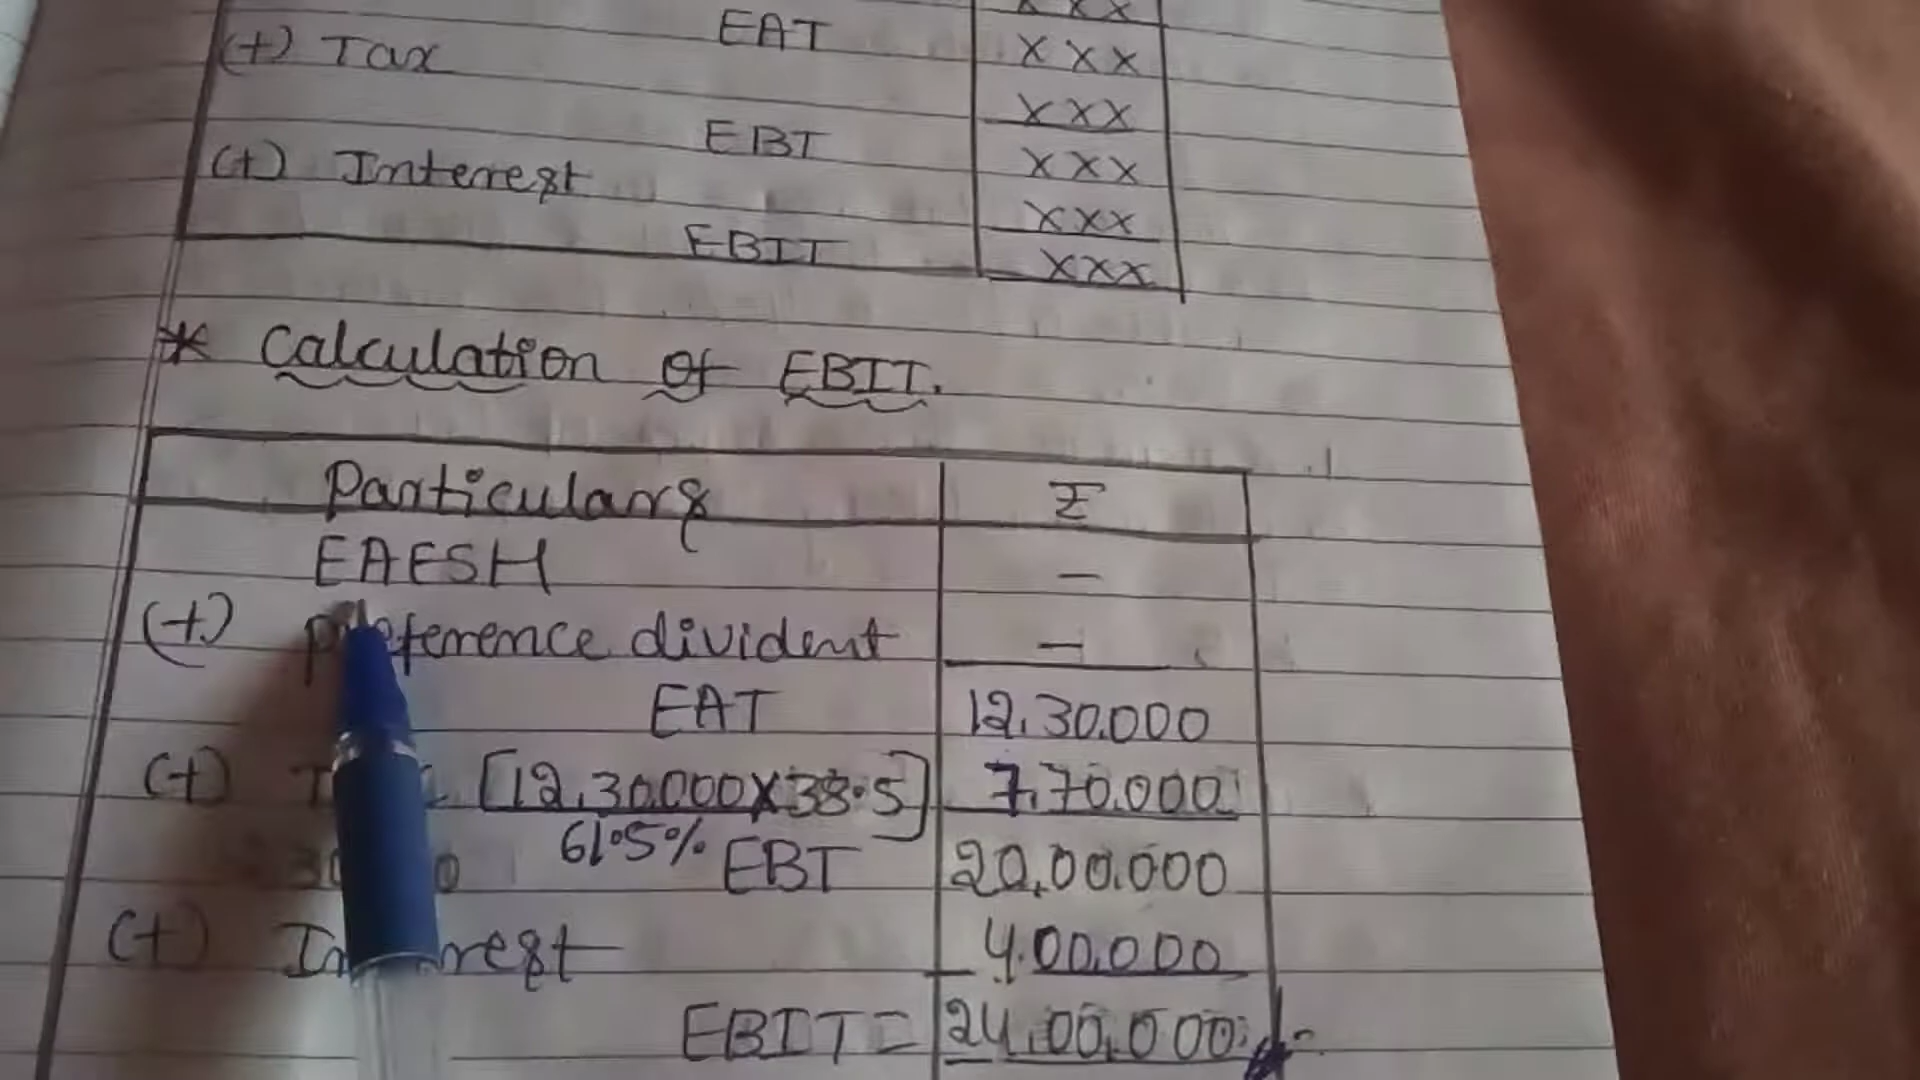 XXX
EAT XXX
(+) Tax XXX
EBT XXX
(+) Interest XXX
EBIT XXX
* Calculation of EBIT.
Particulars ₹
EAESH –
(+) preference divident –
EAT 12,30,000
(+) [12,30,000 X 38.5] 7,70,000
61.5%
EBT 20,00,000
(+) Interest 4,00,000
EBIT = 24,00,000